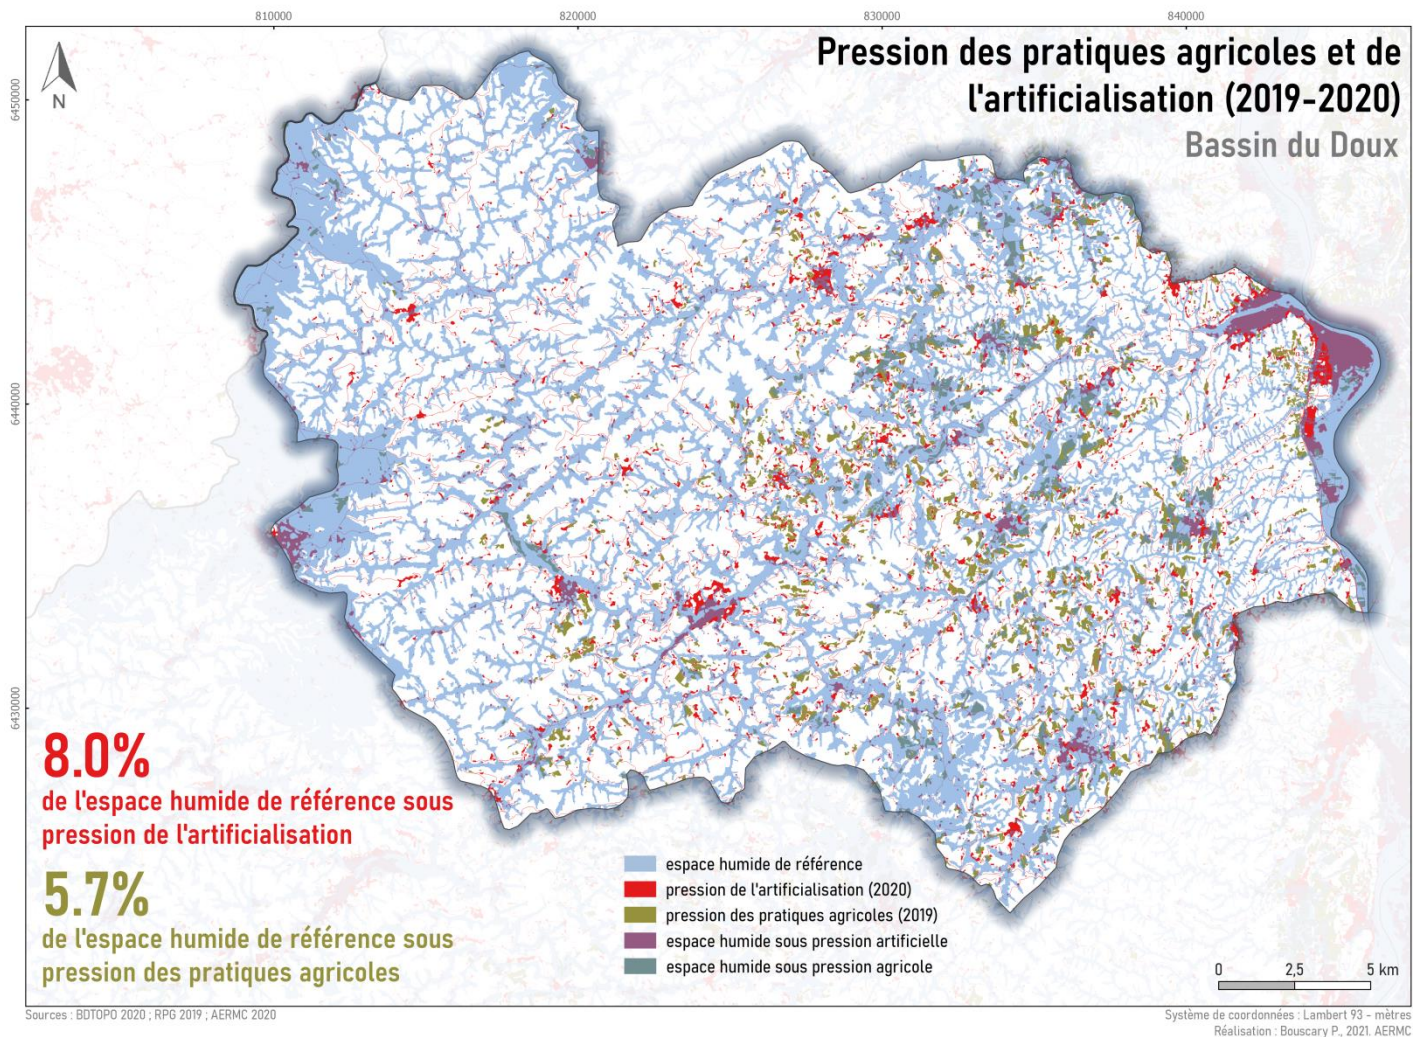 810000
820000
830000
840000
Pression des pratiques agricoles et de
l'artificialisation (2019-2020)
Bassin du Doux
N
6450000
6440000
6430000
8.0%
de l'espace humide de référence sous
pression de l'artificialisation
5.7%
de l'espace humide de référence sous
pression des pratiques agricoles
espace humide de référence
pression de l'artificialisation (2020)
pression des pratiques agricoles (2019)
espace humide sous pression artificielle
espace humide sous pression agricole
0 2,5 5 km
Sources : BDTOPO 2020 ; RPG 2019 ; AERMC 2020
Système de coordonnées : Lambert 93 - mètres
Réalisation : Bouscary P., 2021. AERMC